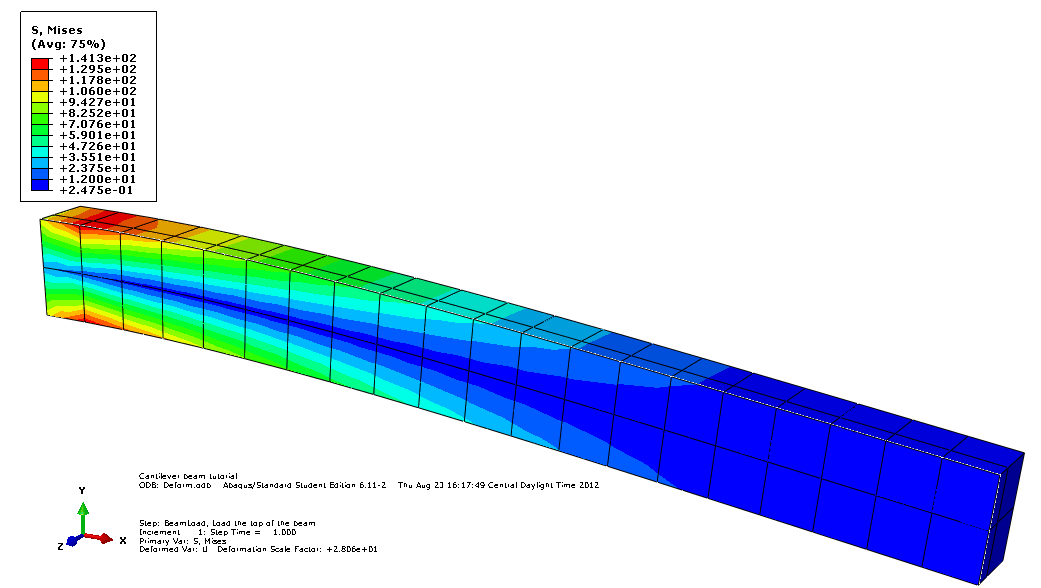 S, Mises
(Avg: 75%)
+1.413e+02
+1.295e+02
+1.178e+02
+1.060e+02
+9.427e+01
+8.252e+01
+7.076e+01
+5.901e+01
+4.726e+01
+3.551e+01
+2.375e+01
+1.200e+01
+2.475e-01
Cantilever beam tutorial
ODB: Deform.odb Abaqus/Standard Student Edition 6.11-2 Thu Aug 23 16:17:49 Central Daylight Time 2012
Y
Z
X
Step: BeamLoad, Load the top of the beam
Increment 1: Step Time = 1.000
Primary Var: S, Mises
Deformed Var: U Deformation Scale Factor: +2.806e+01